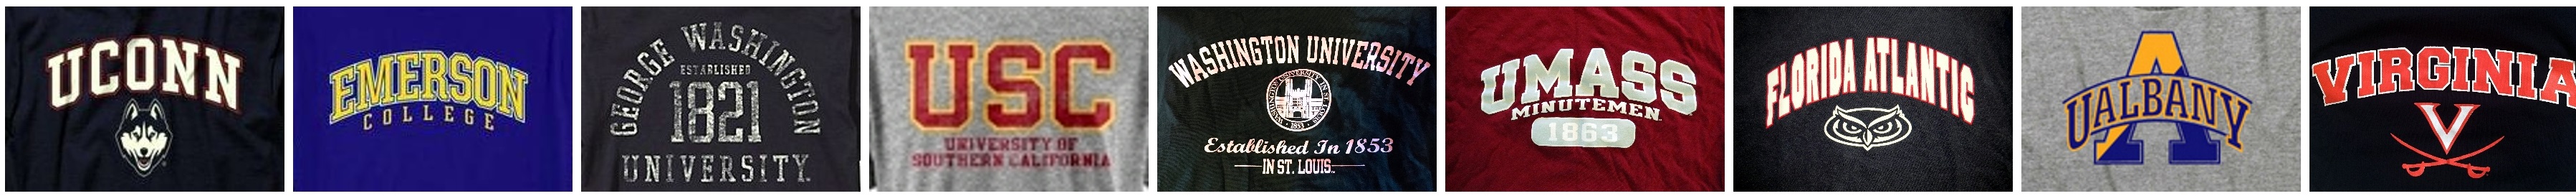 UCONN
EMERSON
COLLEGE
GEORGE WASHINGTON
ESTABLISHED
1821
UNIVERSITY
USC
UNIVERSITY OF
SOUTHERN CALIFORNIA
WASHINGTON UNIVERSITY
1853
Established In 1853
IN ST. LOUIS
UMASS
MINUTEMEN
1863
FLORIDA ATLANTIC
UALBANY
A
VIRGINIA
V